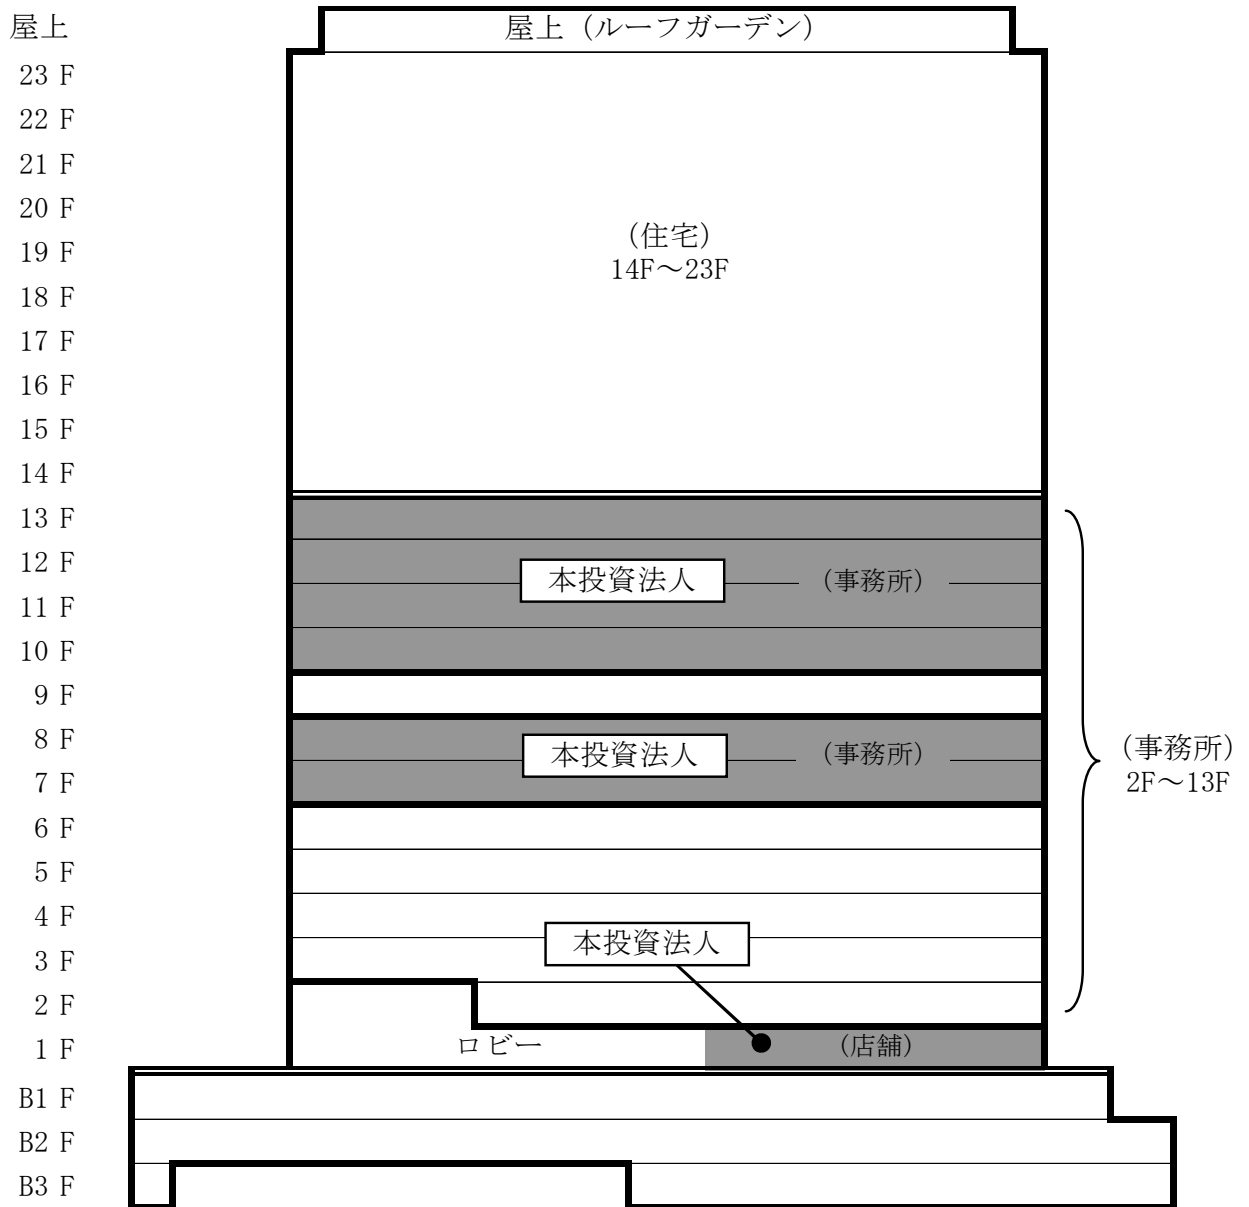 屋上
屋上（ルーフガーデン）
23 F
22 F
21 F
20 F
19 F
(住宅)
14F～23F
18 F
17 F
16 F
15 F
14 F
13 F
12 F
本投資法人
(事務所)
11 F
10 F
9 F
8 F
本投資法人
(事務所)
(事務所)
2F～13F
7 F
6 F
5 F
4 F
本投資法人
3 F
2 F
1 F
ロビー
(店舗)
B1 F
B2 F
B3 F